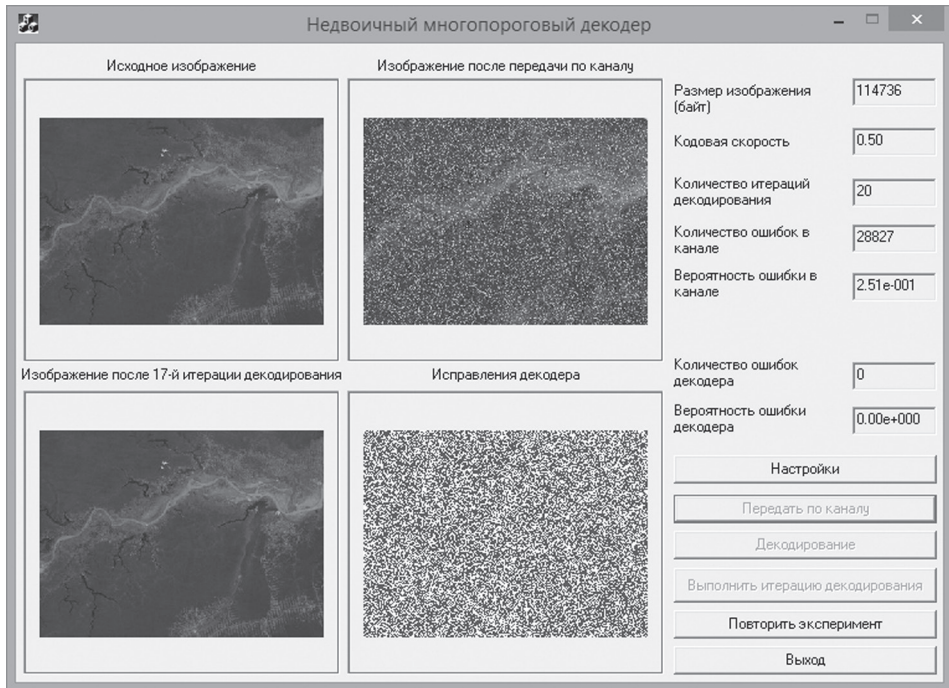 Недвоичный многопороговый декодер
Исходное изображение
Изображение после передачи по каналу
Размер изображения
(байт)
114736
Кодовая скорость
0.50
Количество итераций
декодирования
20
Количество ошибок в
канале
28827
Вероятность ошибки в
канале
2.51e-001
Изображение после 17-й итерации декодирования
Исправления декодера
Количество ошибок
декодера
0
Вероятность ошибки
декодера
0.00e+000
Настройки
Передать по каналу
Декодирование
Выполнить итерацию декодирования
Повторить эксперимент
Выход